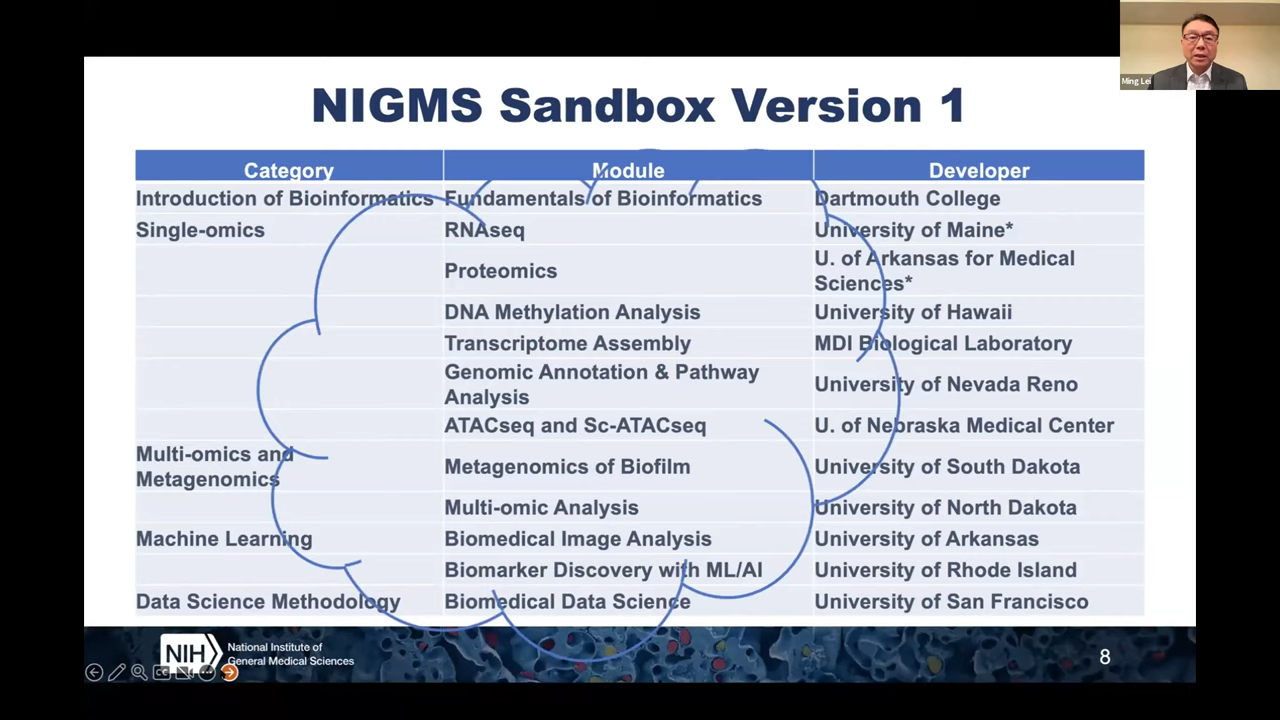 Ming Lei
NIGMS Sandbox Version 1
Category Module Developer
Introduction of Bioinformatics Fundamentals of Bioinformatics Dartmouth College
Single-omics RNAseq University of Maine*
Proteomics U. of Arkansas for Medical
Sciences*
DNA Methylation Analysis University of Hawaii
Transcriptome Assembly MDI Biological Laboratory
Genomic Annotation & Pathway
Analysis University of Nevada Reno
ATACseq and Sc-ATACseq U. of Nebraska Medical Center
Multi-omics and
Metagenomics Metagenomics of Biofilm University of South Dakota
Multi-omic Analysis University of North Dakota
Machine Learning Biomedical Image Analysis University of Arkansas
Biomarker Discovery with ML/AI University of Rhode Island
Data Science Methodology Biomedical Data Science University of San Francisco
NIH National Institute of
General Medical Sciences
8
CC